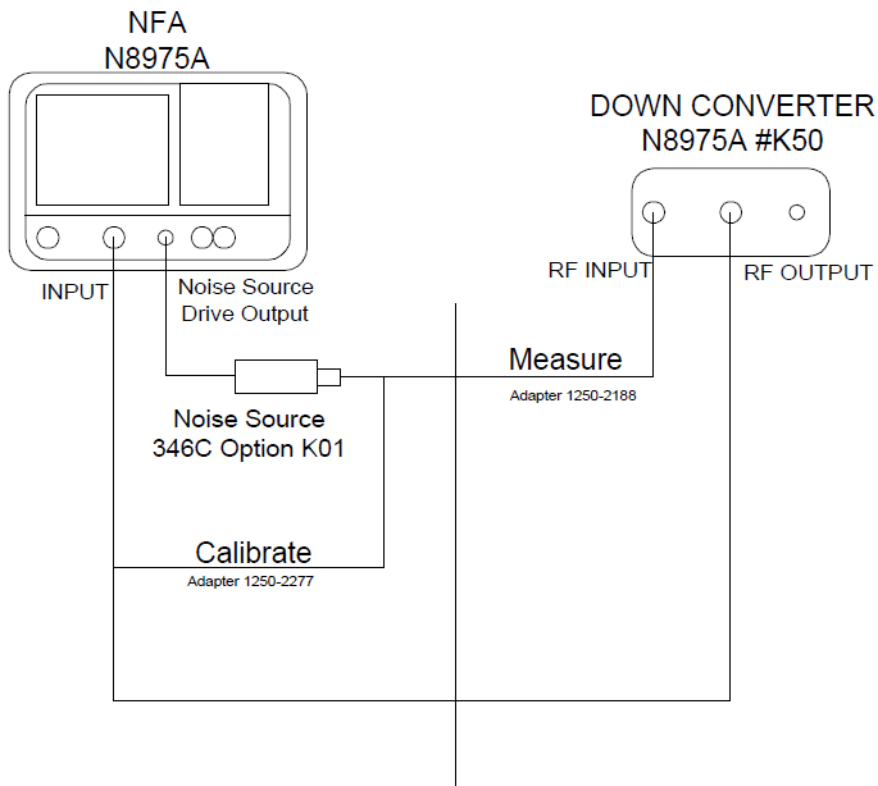 NFA
N8975A
DOWN CONVERTER
N8975A #K50
INPUT
Noise Source
Drive Output
RF INPUT
RF OUTPUT
Measure
Adapter 1250-2188
Noise Source
346C Option K01
Calibrate
Adapter 1250-2277